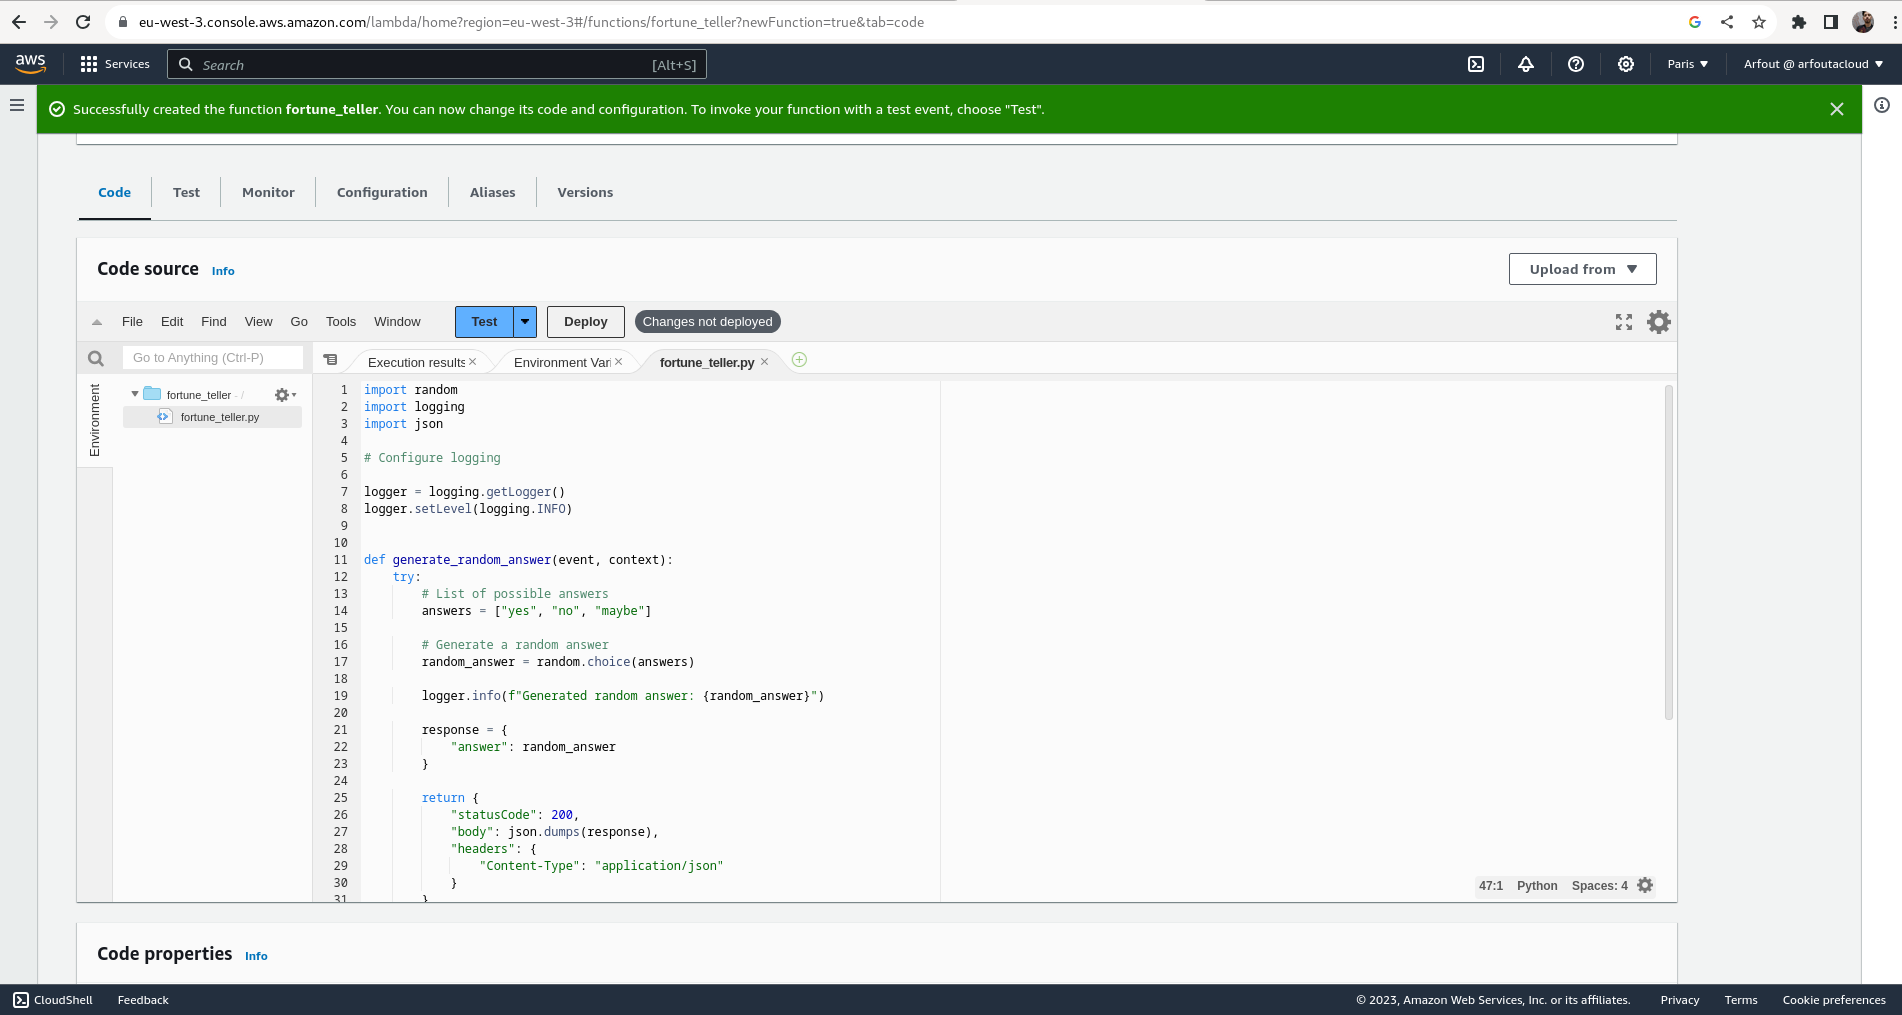 eu-west-3.console.aws.amazon.com/lambda/home?region=eu-west-3#/functions/fortune_teller?newFunction=true&tab=code
aws Services Search [Alt+S] Paris Arfout @ arfoutacloud
Successfully created the function fortune_teller. You can now change its code and configuration. To invoke your function with a test event, choose "Test".
Code Test Monitor Configuration Aliases Versions
Code source Info Upload from
File Edit Find View Go Tools Window Test Deploy Changes not deployed
Go to Anything (Ctrl-P) Execution results Environment Vari fortune_teller.py
Environment
fortune_teller - /
fortune_teller.py
1 import random
2 import logging
3 import json
4
5 # Configure logging
6
7 logger = logging.getLogger()
8 logger.setLevel(logging.INFO)
9
10
11 def generate_random_answer(event, context):
12     try:
13         # List of possible answers
14         answers = ["yes", "no", "maybe"]
15
16         # Generate a random answer
17         random_answer = random.choice(answers)
18
19         logger.info(f"Generated random answer: {random_answer}")
20
21         response = {
22             "answer": random_answer
23         }
24
25         return {
26             "statusCode": 200,
27             "body": json.dumps(response),
28             "headers": {
29                 "Content-Type": "application/json"
30             }
31         }
47:1 Python Spaces: 4
Code properties Info
CloudShell Feedback © 2023, Amazon Web Services, Inc. or its affiliates. Privacy Terms Cookie preferences